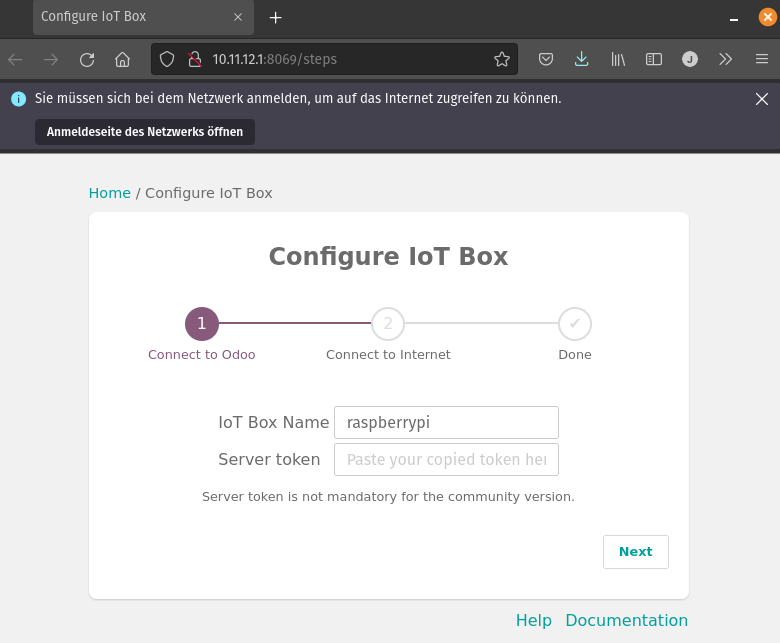 Configure IoT Box
10.11.12.1:8069/steps
J
Sie müssen sich bei dem Netzwerk anmelden, um auf das Internet zugreifen zu können.
Anmeldeseite des Netzwerks öffnen
Home / Configure IoT Box
Configure IoT Box
1 2 ✔
Connect to Odoo Connect to Internet Done
IoT Box Name raspberrypi
Server token Paste your copied token her
Server token is not mandatory for the community version.
Next
Help Documentation